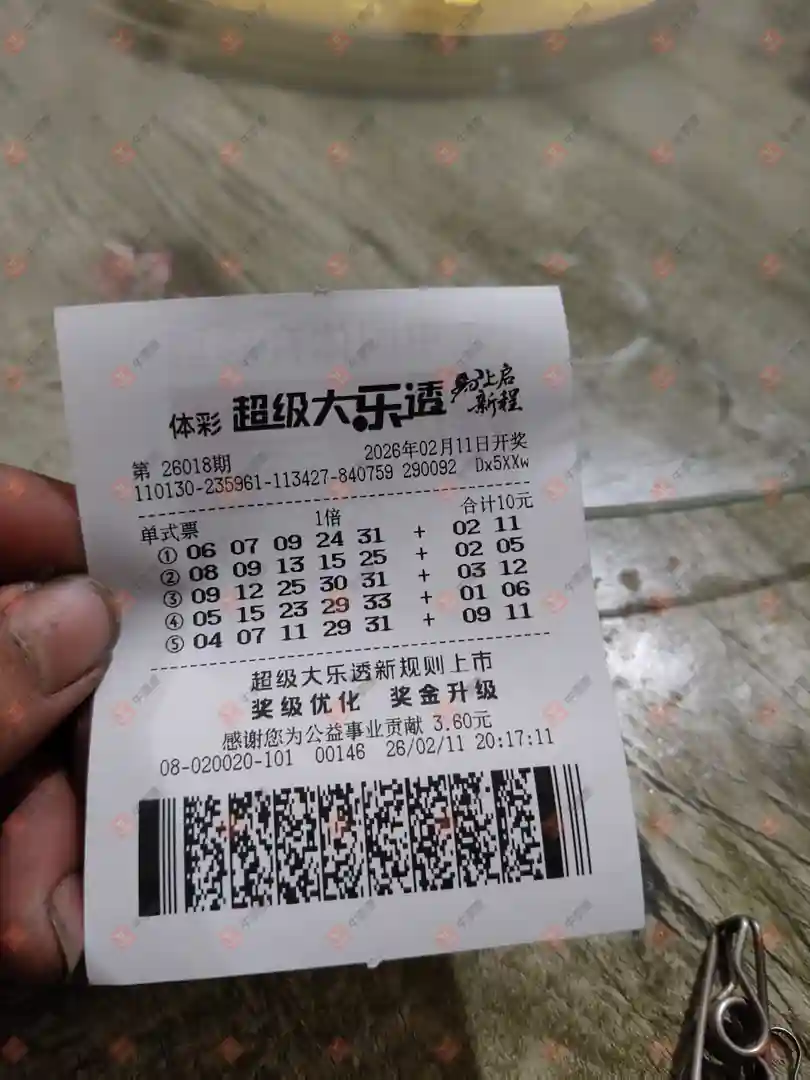 体彩 超级大乐透 马上启新程
第 26018期 2026年02月11日开奖
110130-235961-113427-840759 290092 Dx5XXw
单式票 1倍 合计10元
① 06 07 09 24 31 + 02 11
② 08 09 13 15 25 + 02 05
③ 09 12 25 30 31 + 03 12
④ 05 15 23 29 33 + 01 06
⑤ 04 07 11 29 31 + 09 11
超级大乐透新规则上市
奖级优化 奖金升级
感谢您为公益事业贡献 3.60元
08-020020-101 00146 26/02/11 20:17:11